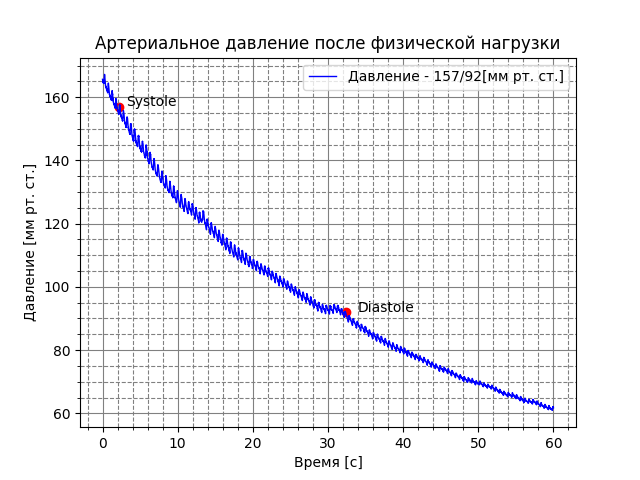 Артериальное давление после физической нагрузки
Давление - 157/92[мм рт. ст.]
Systole
Diastole
Давление [мм рт. ст.]
160
140
120
100
80
60
0 10 20 30 40 50 60
Время [с]